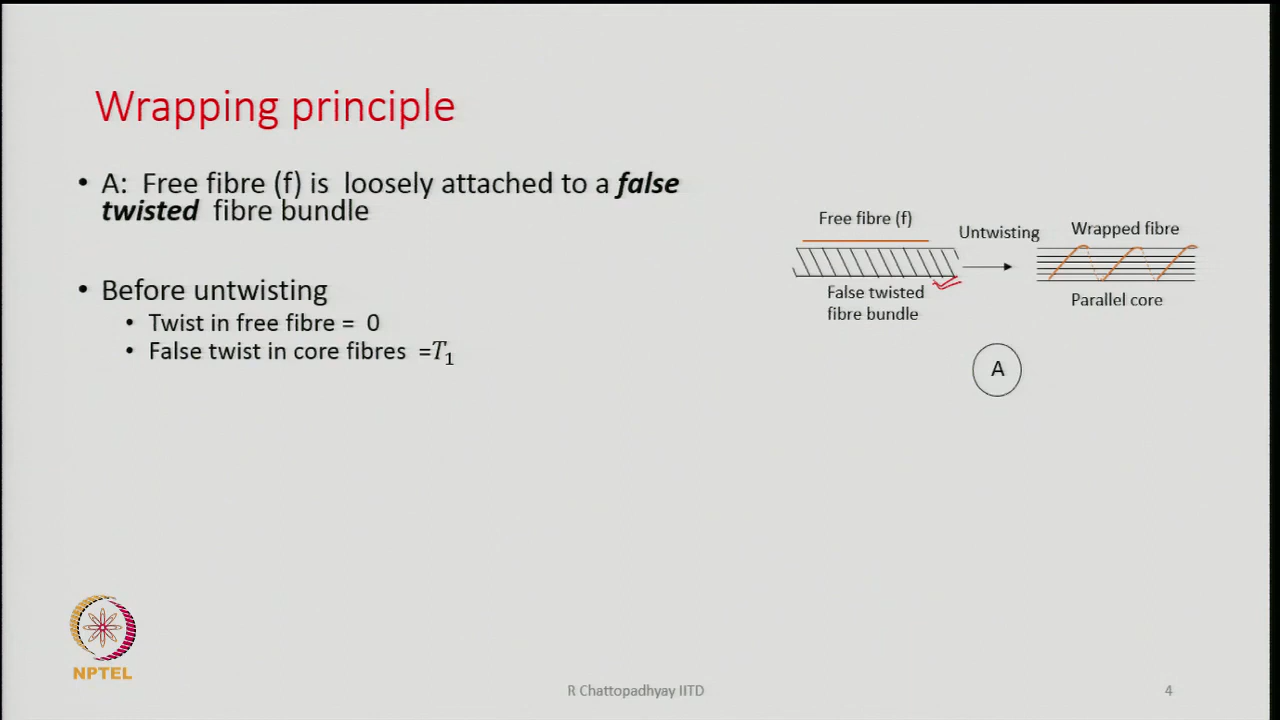 Wrapping principle
• A: Free fibre (f) is loosely attached to a false
twisted fibre bundle
• Before untwisting
• Twist in free fibre = 0
• False twist in core fibres =T₁
Free fibre (f)
Untwisting
Wrapped fibre
False twisted
fibre bundle
Parallel core
A
NPTEL
R Chattopadhyay IITD
4